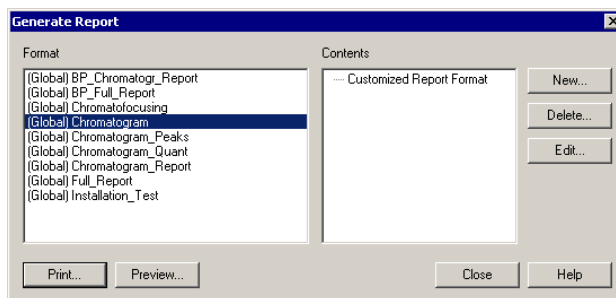 Generate Report
Format
(Global) BP_Chromatogr_Report
(Global) BP_Full_Report
(Global) Chromatofocusing
(Global) Chromatogram
(Global) Chromatogram_Peaks
(Global) Chromatogram_Quant
(Global) Chromatogram_Report
(Global) Full_Report
(Global) Installation_Test
Contents
Customized Report Format
New...
Delete...
Edit...
Print...
Preview...
Close
Help